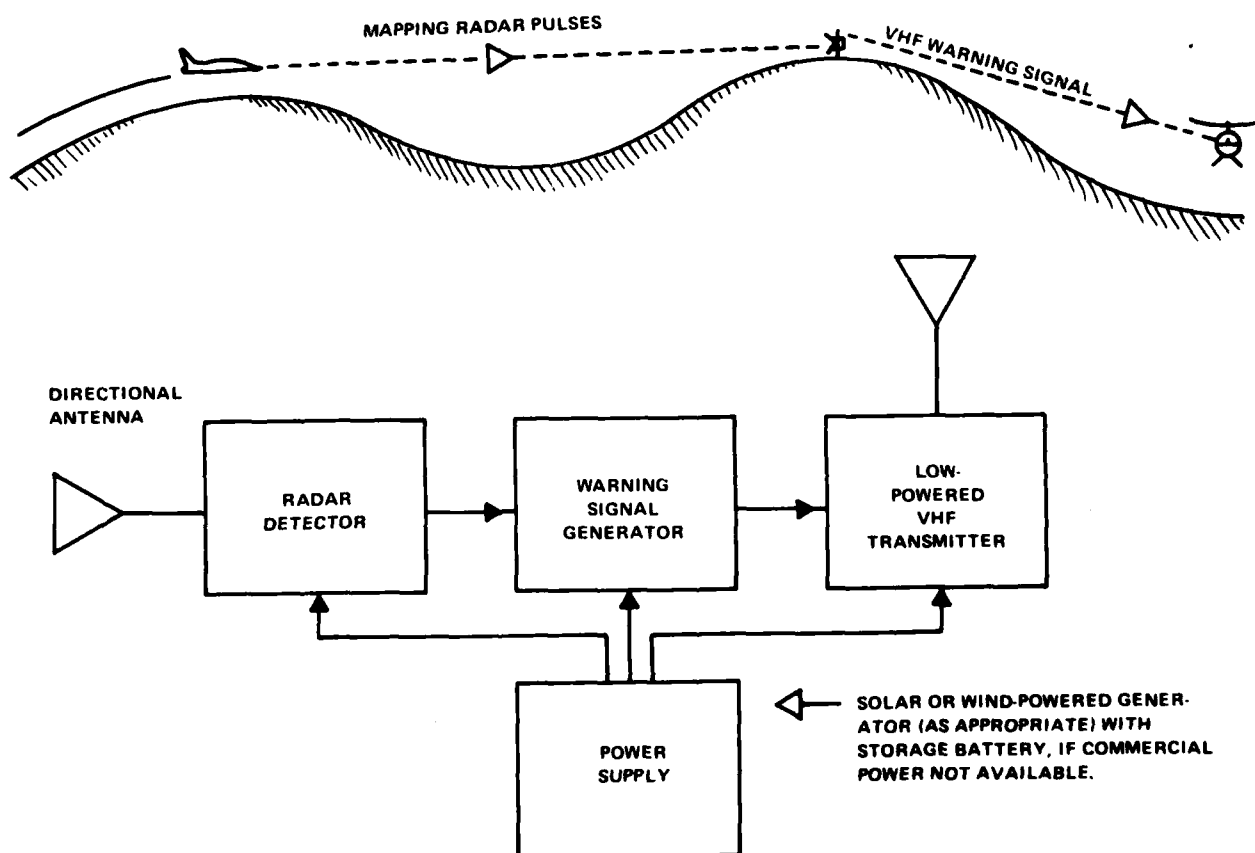 MAPPING RADAR PULSES
VHF WARNING SIGNAL
DIRECTIONAL
ANTENNA
RADAR
DETECTOR
WARNING
SIGNAL
GENERATOR
LOW-
POWERED
VHF
TRANSMITTER
POWER
SUPPLY
SOLAR OR WIND-POWERED GENER-
ATOR (AS APPROPRIATE) WITH
STORAGE BATTERY, IF COMMERCIAL
POWER NOT AVAILABLE.